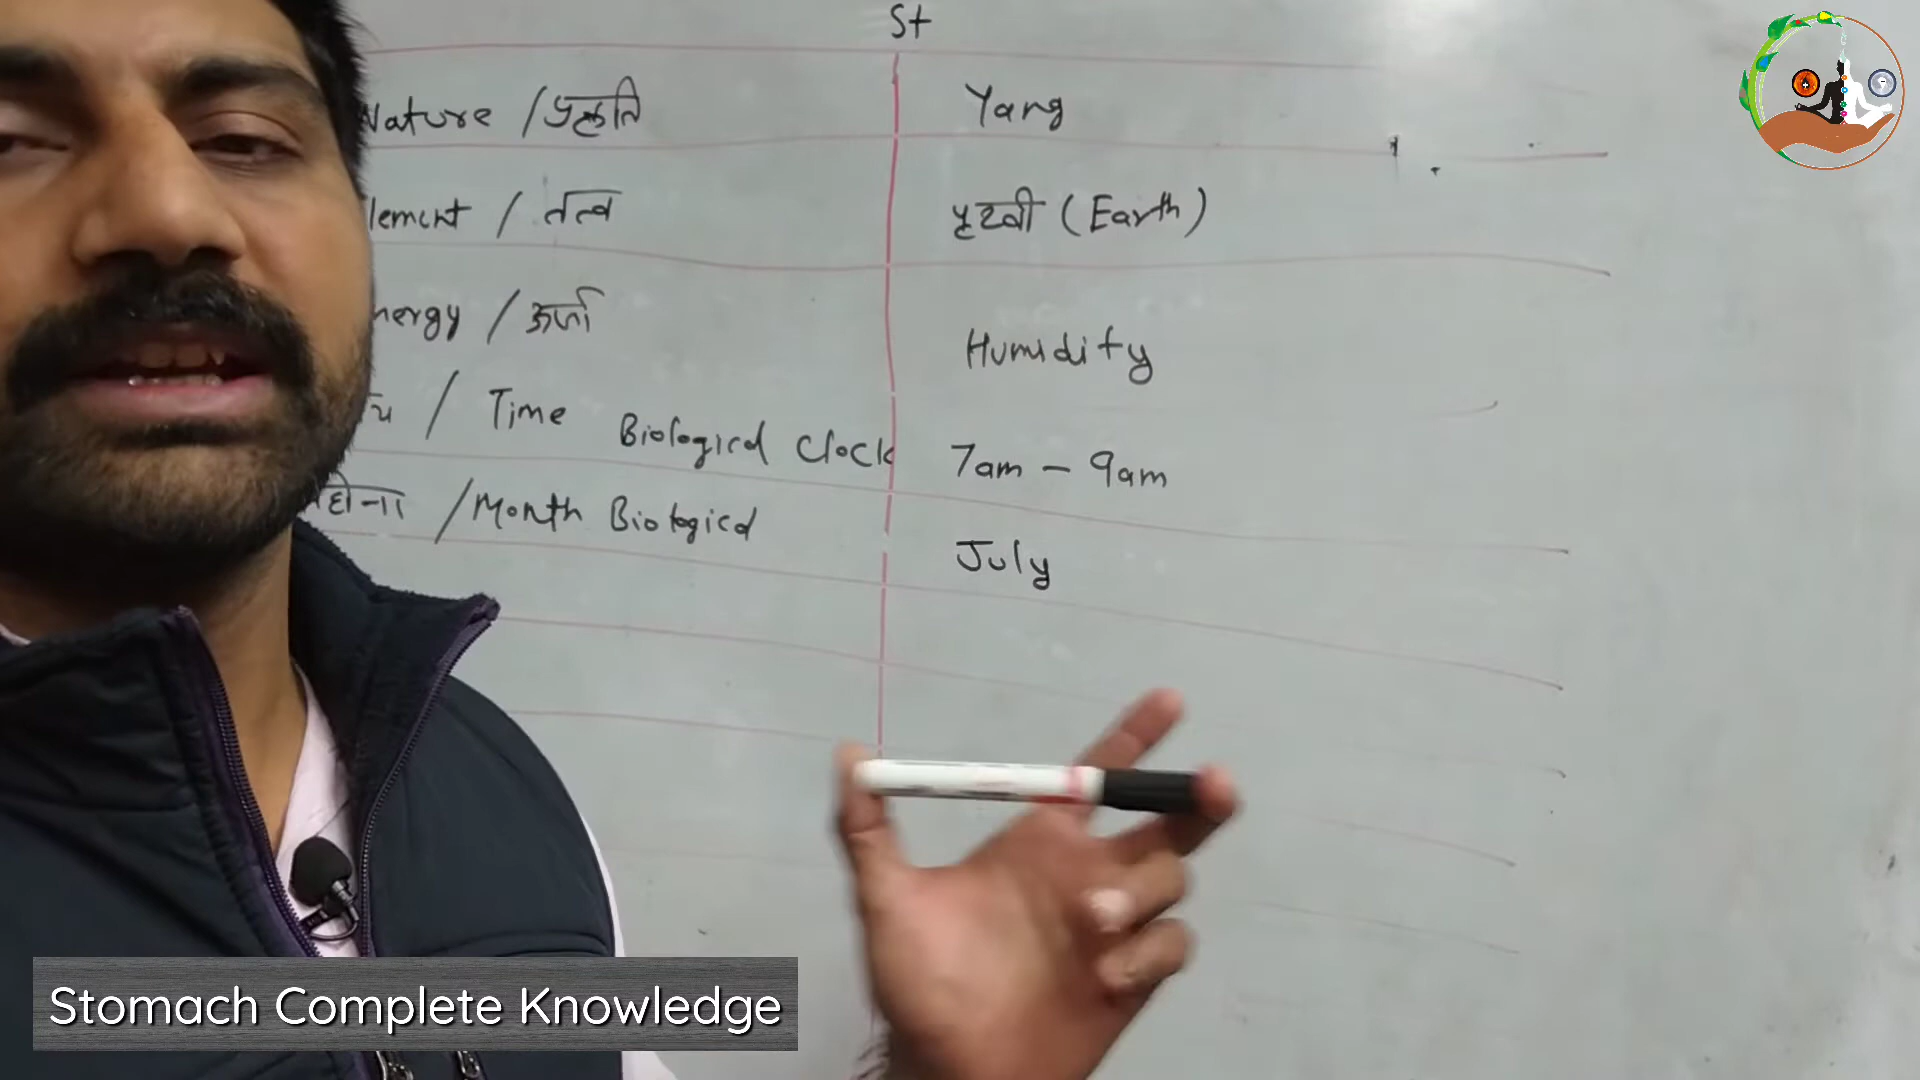 St
Nature / प्रकृति Yang
lement / तत्व पृथ्वी (Earth)
nergy / ऊर्जा Humidity
य / Time Biological Clock 7am - 9am
हीना / Month Biological July
Stomach Complete Knowledge